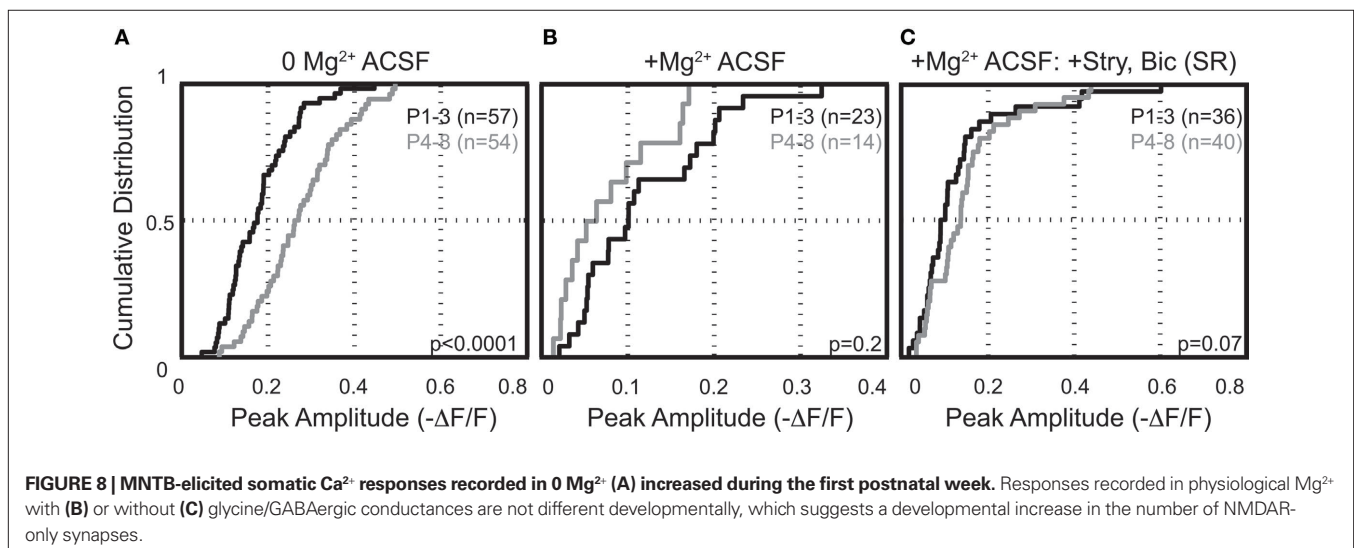 A
B
C
0 Mg²⁺ ACSF
+Mg²⁺ ACSF
+Mg²⁺ ACSF: +Stry, Bic (SR)
Cumulative Distribution
1
0.5
0
P1-3 (n=57)
P4-8 (n=54)
p<0.0001
0 0.2 0.4 0.6 0.8
Peak Amplitude (-ΔF/F)
P1-3 (n=23)
P4-8 (n=14)
p=0.2
0 0.1 0.2 0.3 0.4
Peak Amplitude (-ΔF/F)
P1-3 (n=36)
P4-8 (n=40)
p=0.07
0 0.2 0.4 0.6 0.8
Peak Amplitude (-ΔF/F)
FIGURE 8 | MNTB-elicited somatic Ca²⁺ responses recorded in 0 Mg²⁺ (A) increased during the first postnatal week. Responses recorded in physiological Mg²⁺
with (B) or without (C) glycine/GABAergic conductances are not different developmentally, which suggests a developmental increase in the number of NMDAR-
only synapses.